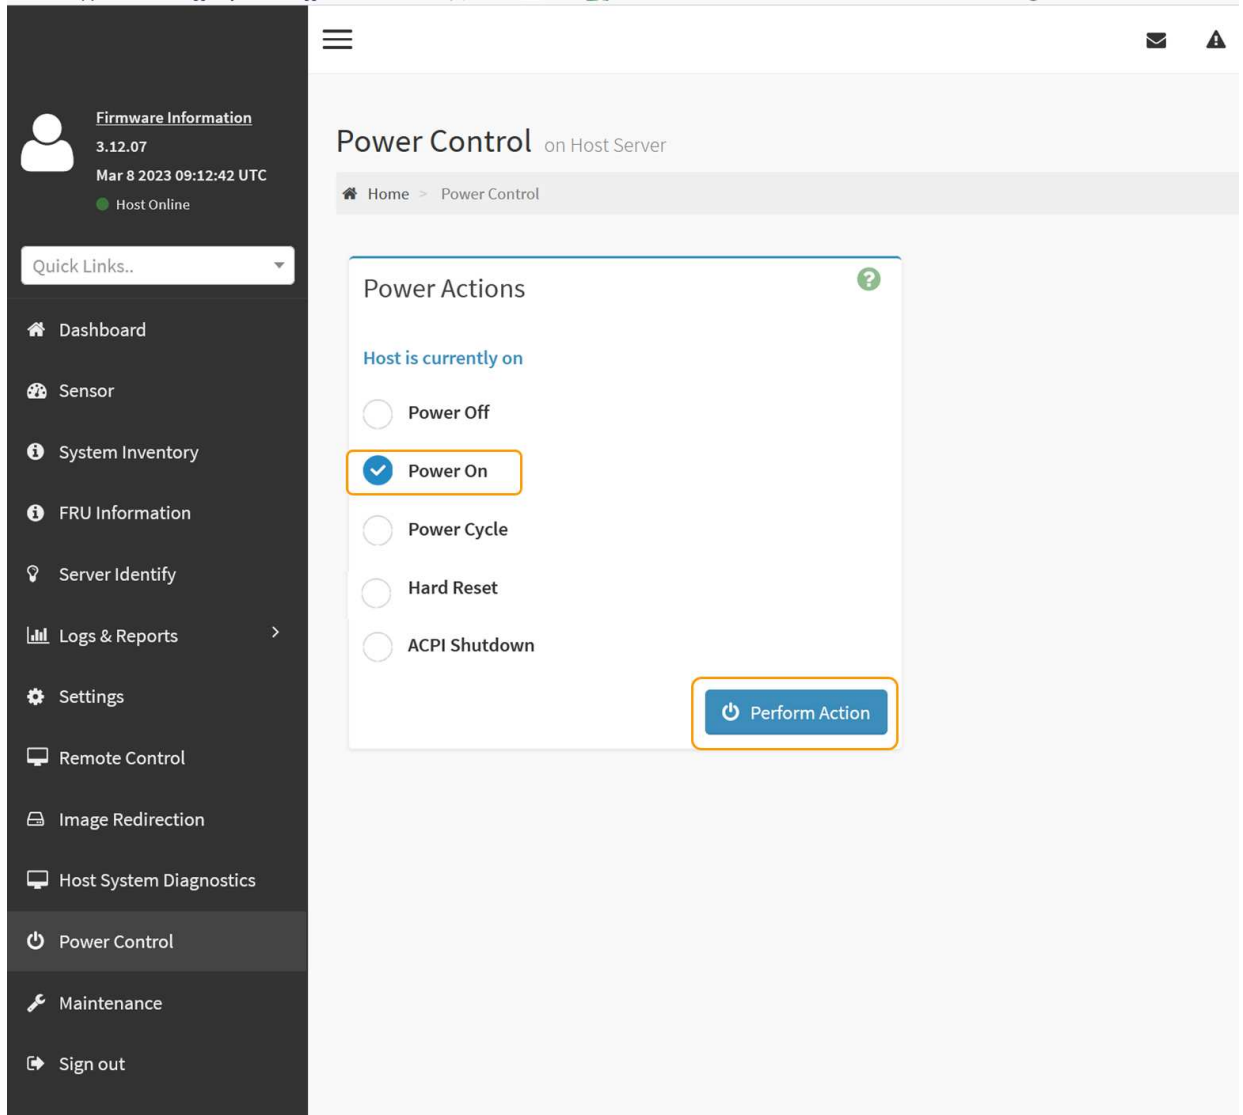 Firmware Information
3.12.07
Mar 8 2023 09:12:42 UTC
Host Online
Quick Links..
Dashboard
Sensor
System Inventory
FRU Information
Server Identify
Logs & Reports
Settings
Remote Control
Image Redirection
Host System Diagnostics
Power Control
Maintenance
Sign out
Power Control on Host Server
Home > Power Control
Power Actions
Host is currently on
Power Off
Power On
Power Cycle
Hard Reset
ACPI Shutdown
Perform Action